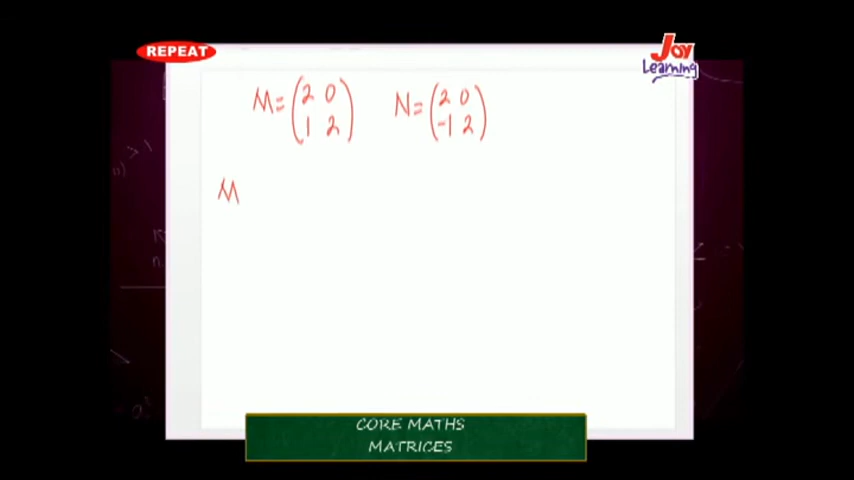 REPEAT
Joy
Learning
M = (2 0 N = (2 0
1 2) -1 2)
M
CORE MATHS
MATRICES